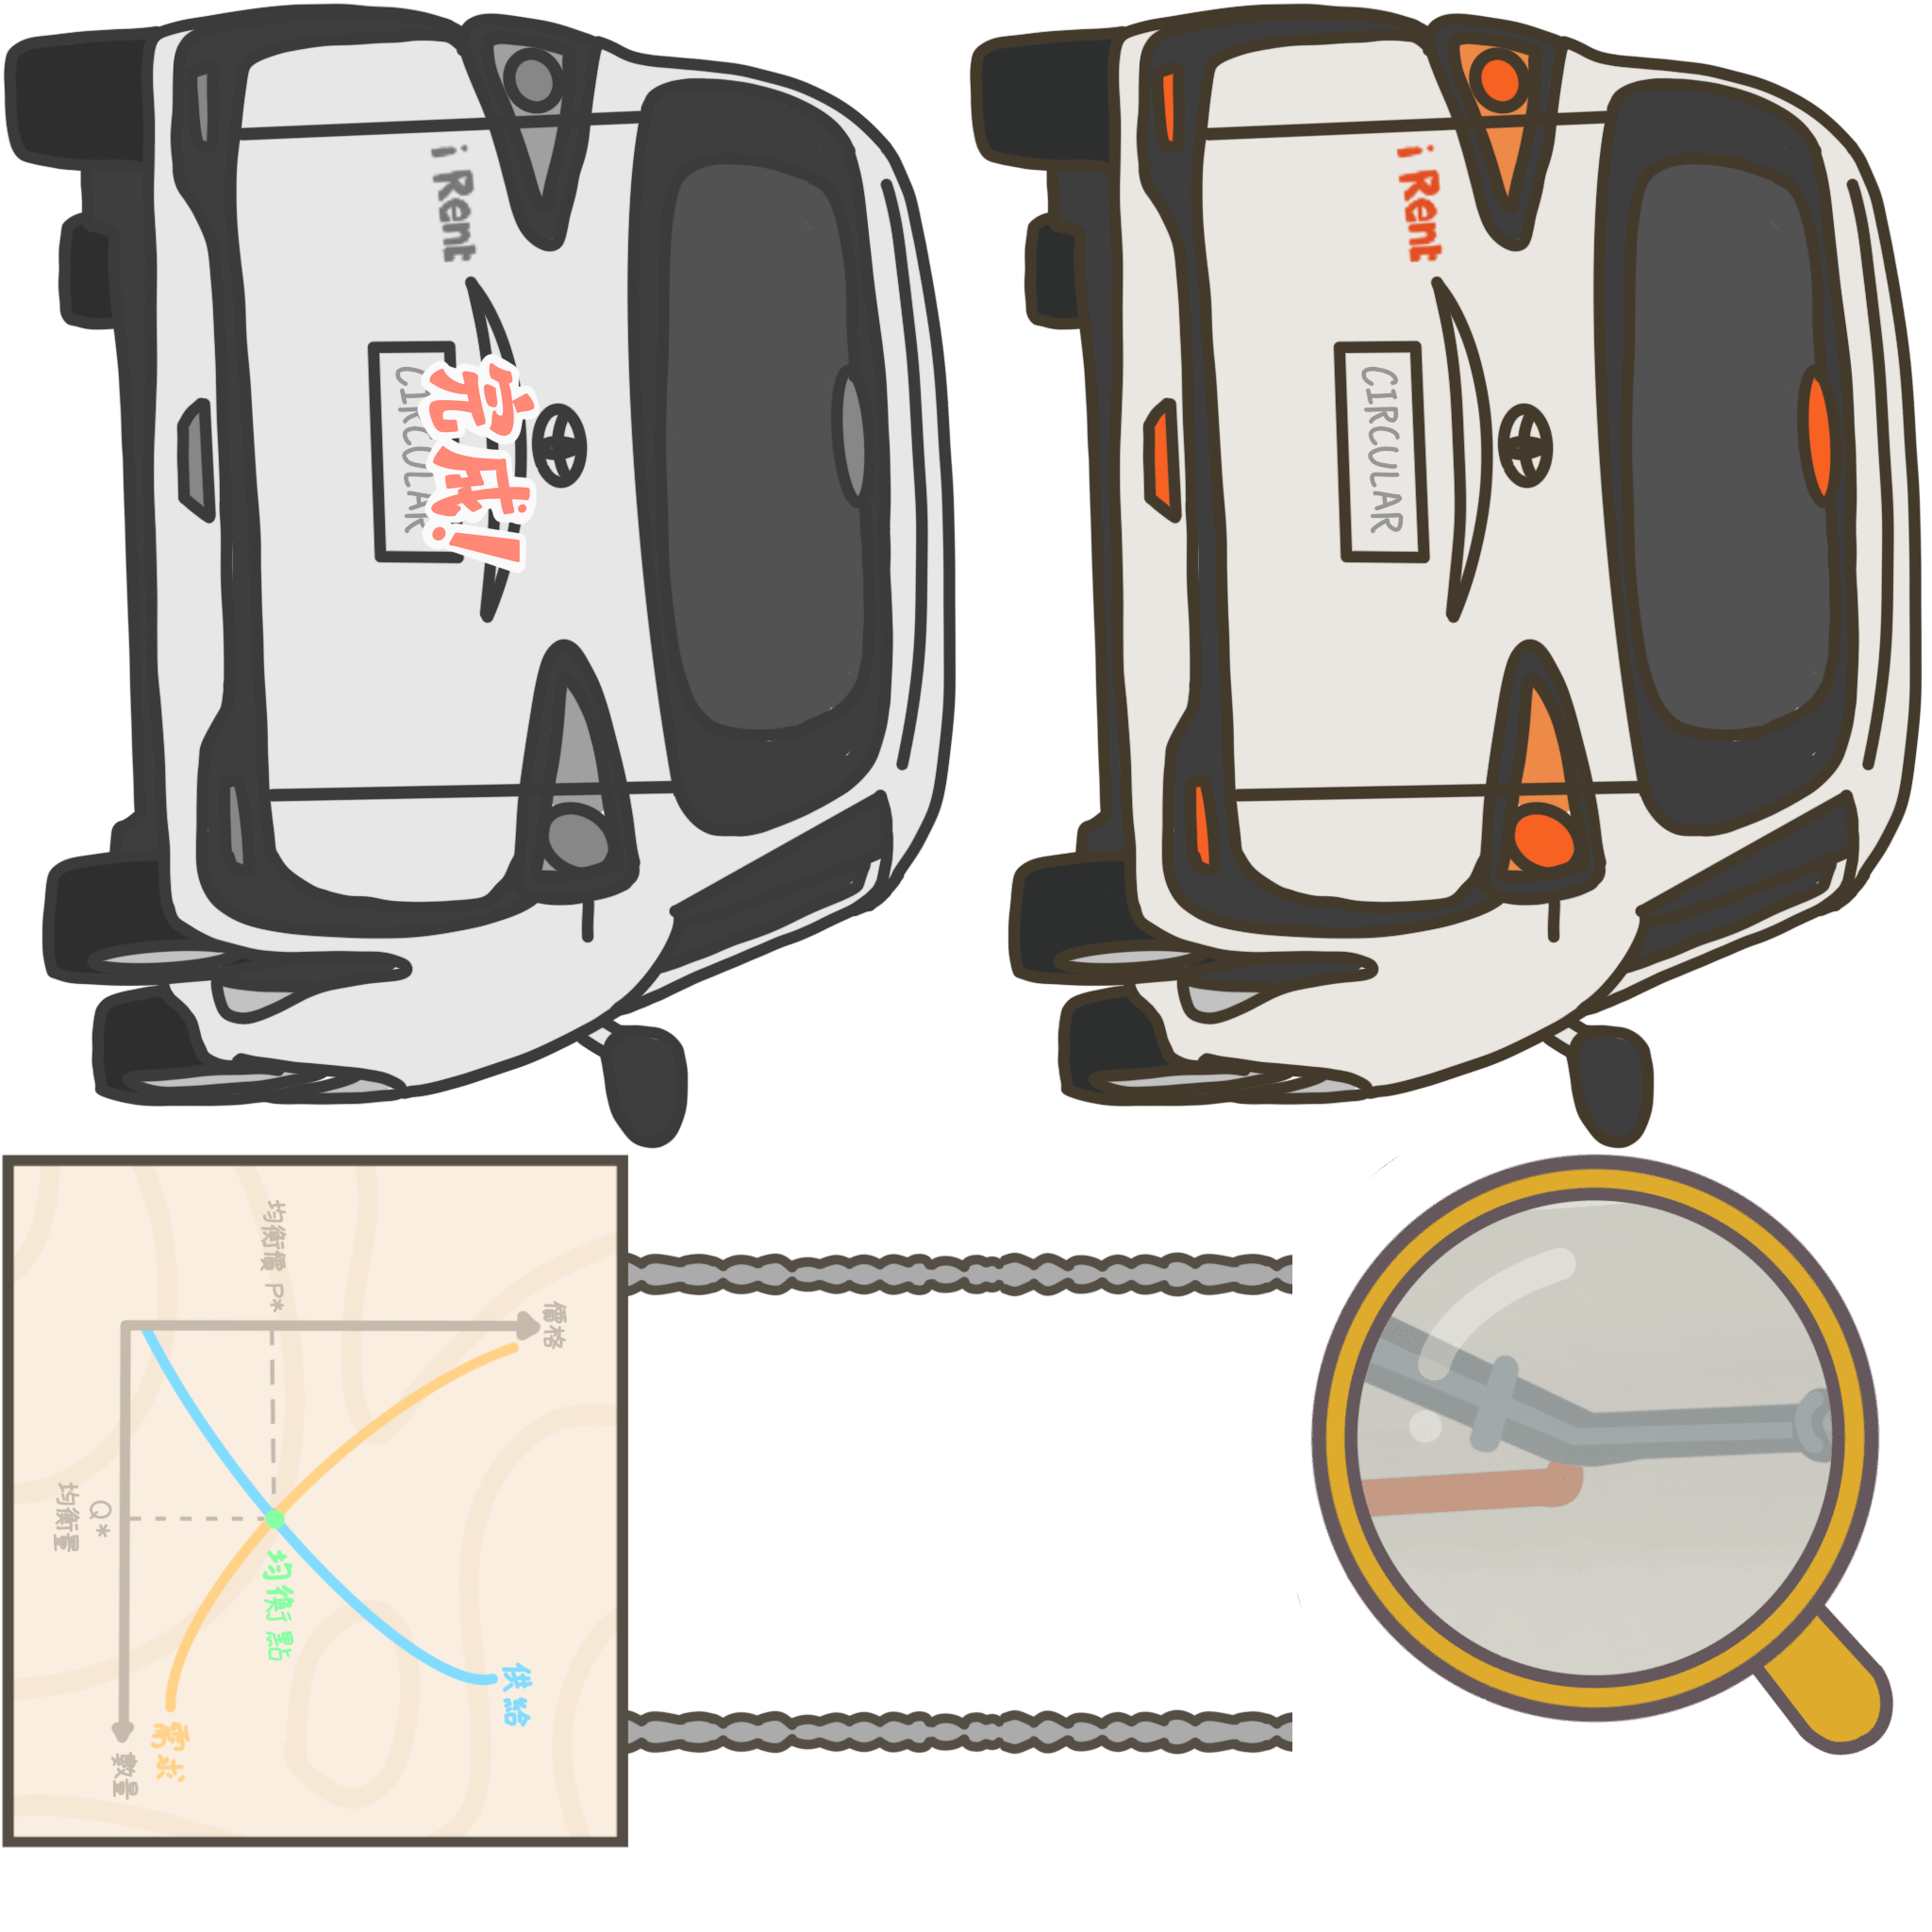 i Rent
CIRCULAR
完成!
i Rent
CIRCULAR
價格
均衡價 P*
均衡點
供給
需求
數量
Q*
均衡量